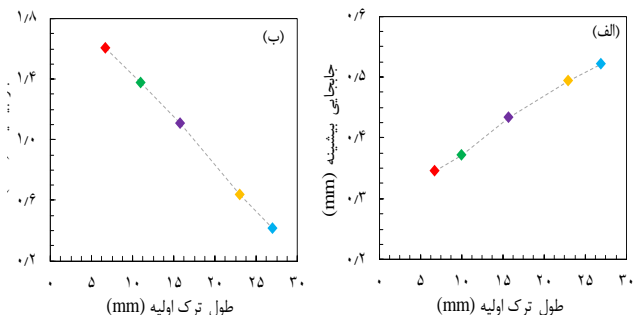 (ب)
۱٫۸
۱٫۴
۱٫۰
۰٫۶
۰٫۲
۰ ۵ ۱۰ ۱۵ ۲۰ ۲۵ ۳۰
طول ترک اولیه (mm)
(الف)
۰٫۶
۰٫۵
۰٫۴
۰٫۳
۰٫۲
جابجایی بیشینه (mm)
۰ ۵ ۱۰ ۱۵ ۲۰ ۲۵ ۳۰
طول ترک اولیه (mm)